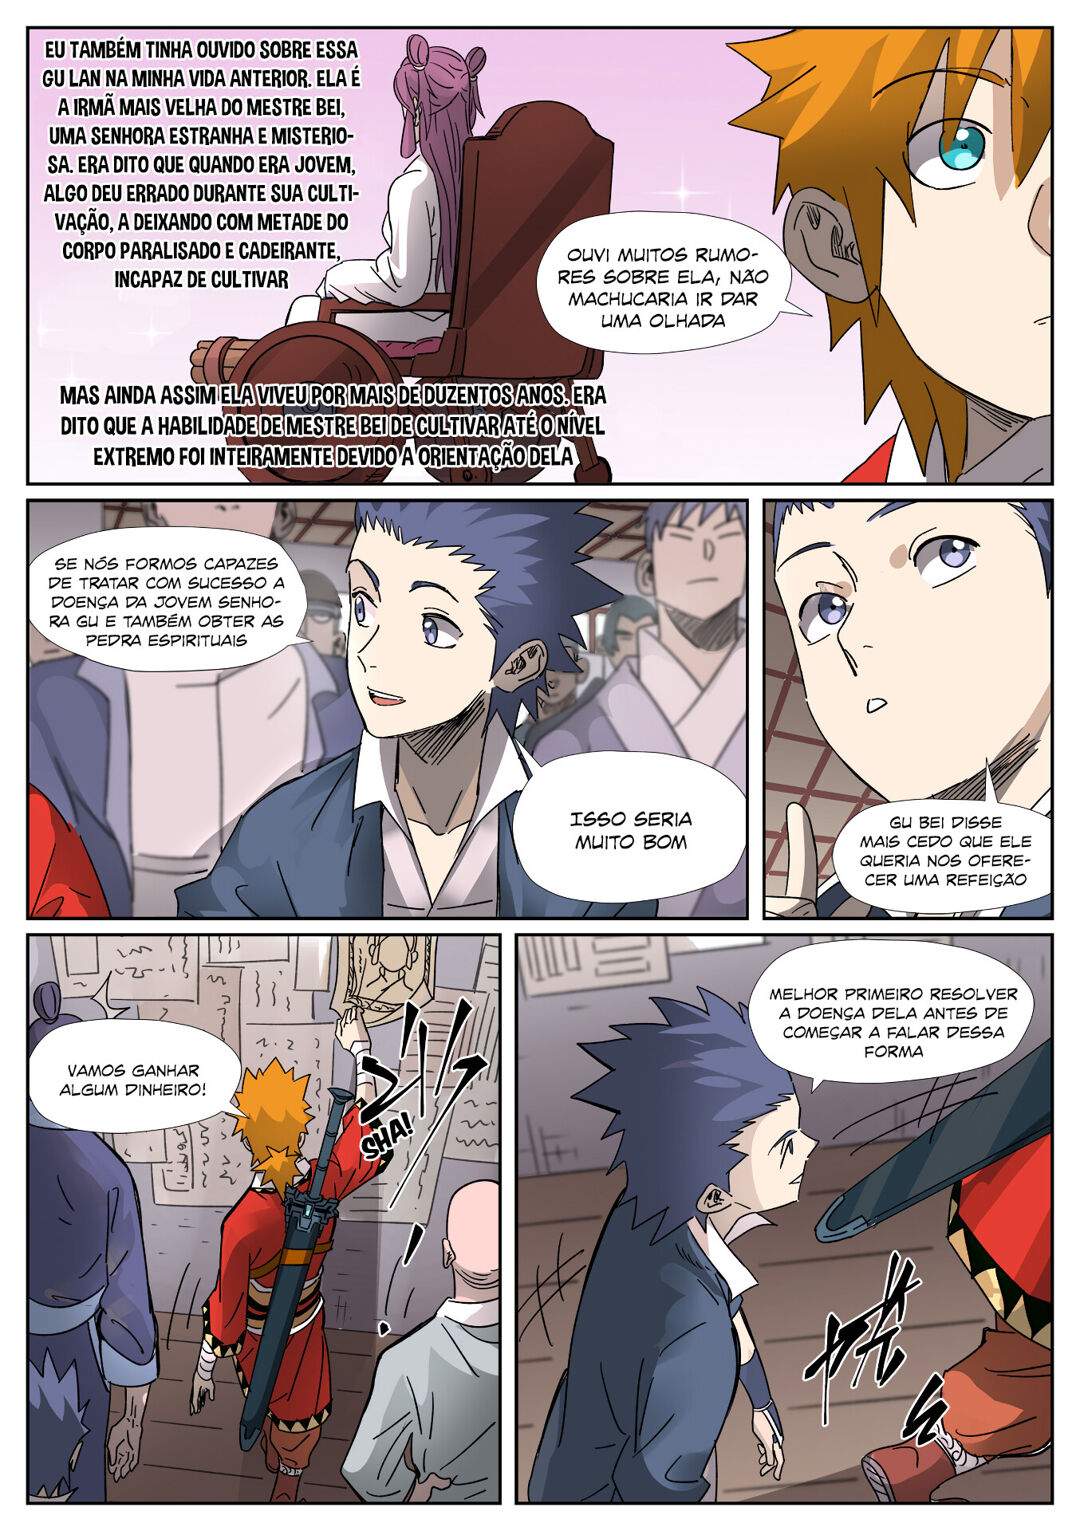 EU TAMBÉM TINHA OUVIDO SOBRE ESSA
GU LAN NA MINHA VIDA ANTERIOR. ELA É
A IRMÃ MAIS VELHA DO MESTRE BEI,
UMA SENHORA ESTRANHA E MISTERIO-
SA. ERA DITO QUE QUANDO ERA JOVEM,
ALGO DEU ERRADO DURANTE SUA CULTI-
VAÇÃO, A DEIXANDO COM METADE DO
CORPO PARALISADO E CADEIRANTE,
INCAPAZ DE CULTIVAR
OUVI MUITOS RUMO-
RES SOBRE ELA, NÃO
MACHUCARIA IR DAR
UMA OLHADA
MAS AINDA ASSIM ELA VIVEU POR MAIS DE DUZENTOS ANOS. ERA
DITO QUE A HABILIDADE DE MESTRE BEI DE CULTIVAR ATÉ O NÍVEL
EXTREMO FOI INTEIRAMENTE DEVIDO A ORIENTAÇÃO DELA
SE NÓS FORMOS CAPAZES
DE TRATAR COM SUCESSO A
DOENÇA DA JOVEM SENHO-
RA GU E TAMBÉM OBTER AS
PEDRA ESPIRITUAIS
ISSO SERIA
MUITO BOM
GU BEI DISSE
MAIS CEDO QUE ELE
QUERIA NOS OFERE-
CER UMA REFEIÇÃO
VAMOS GANHAR
ALGUM DINHEIRO!
SHA!
MELHOR PRIMEIRO RESOLVER
A DOENÇA DELA ANTES DE
COMEÇAR A FALAR DESSA
FORMA